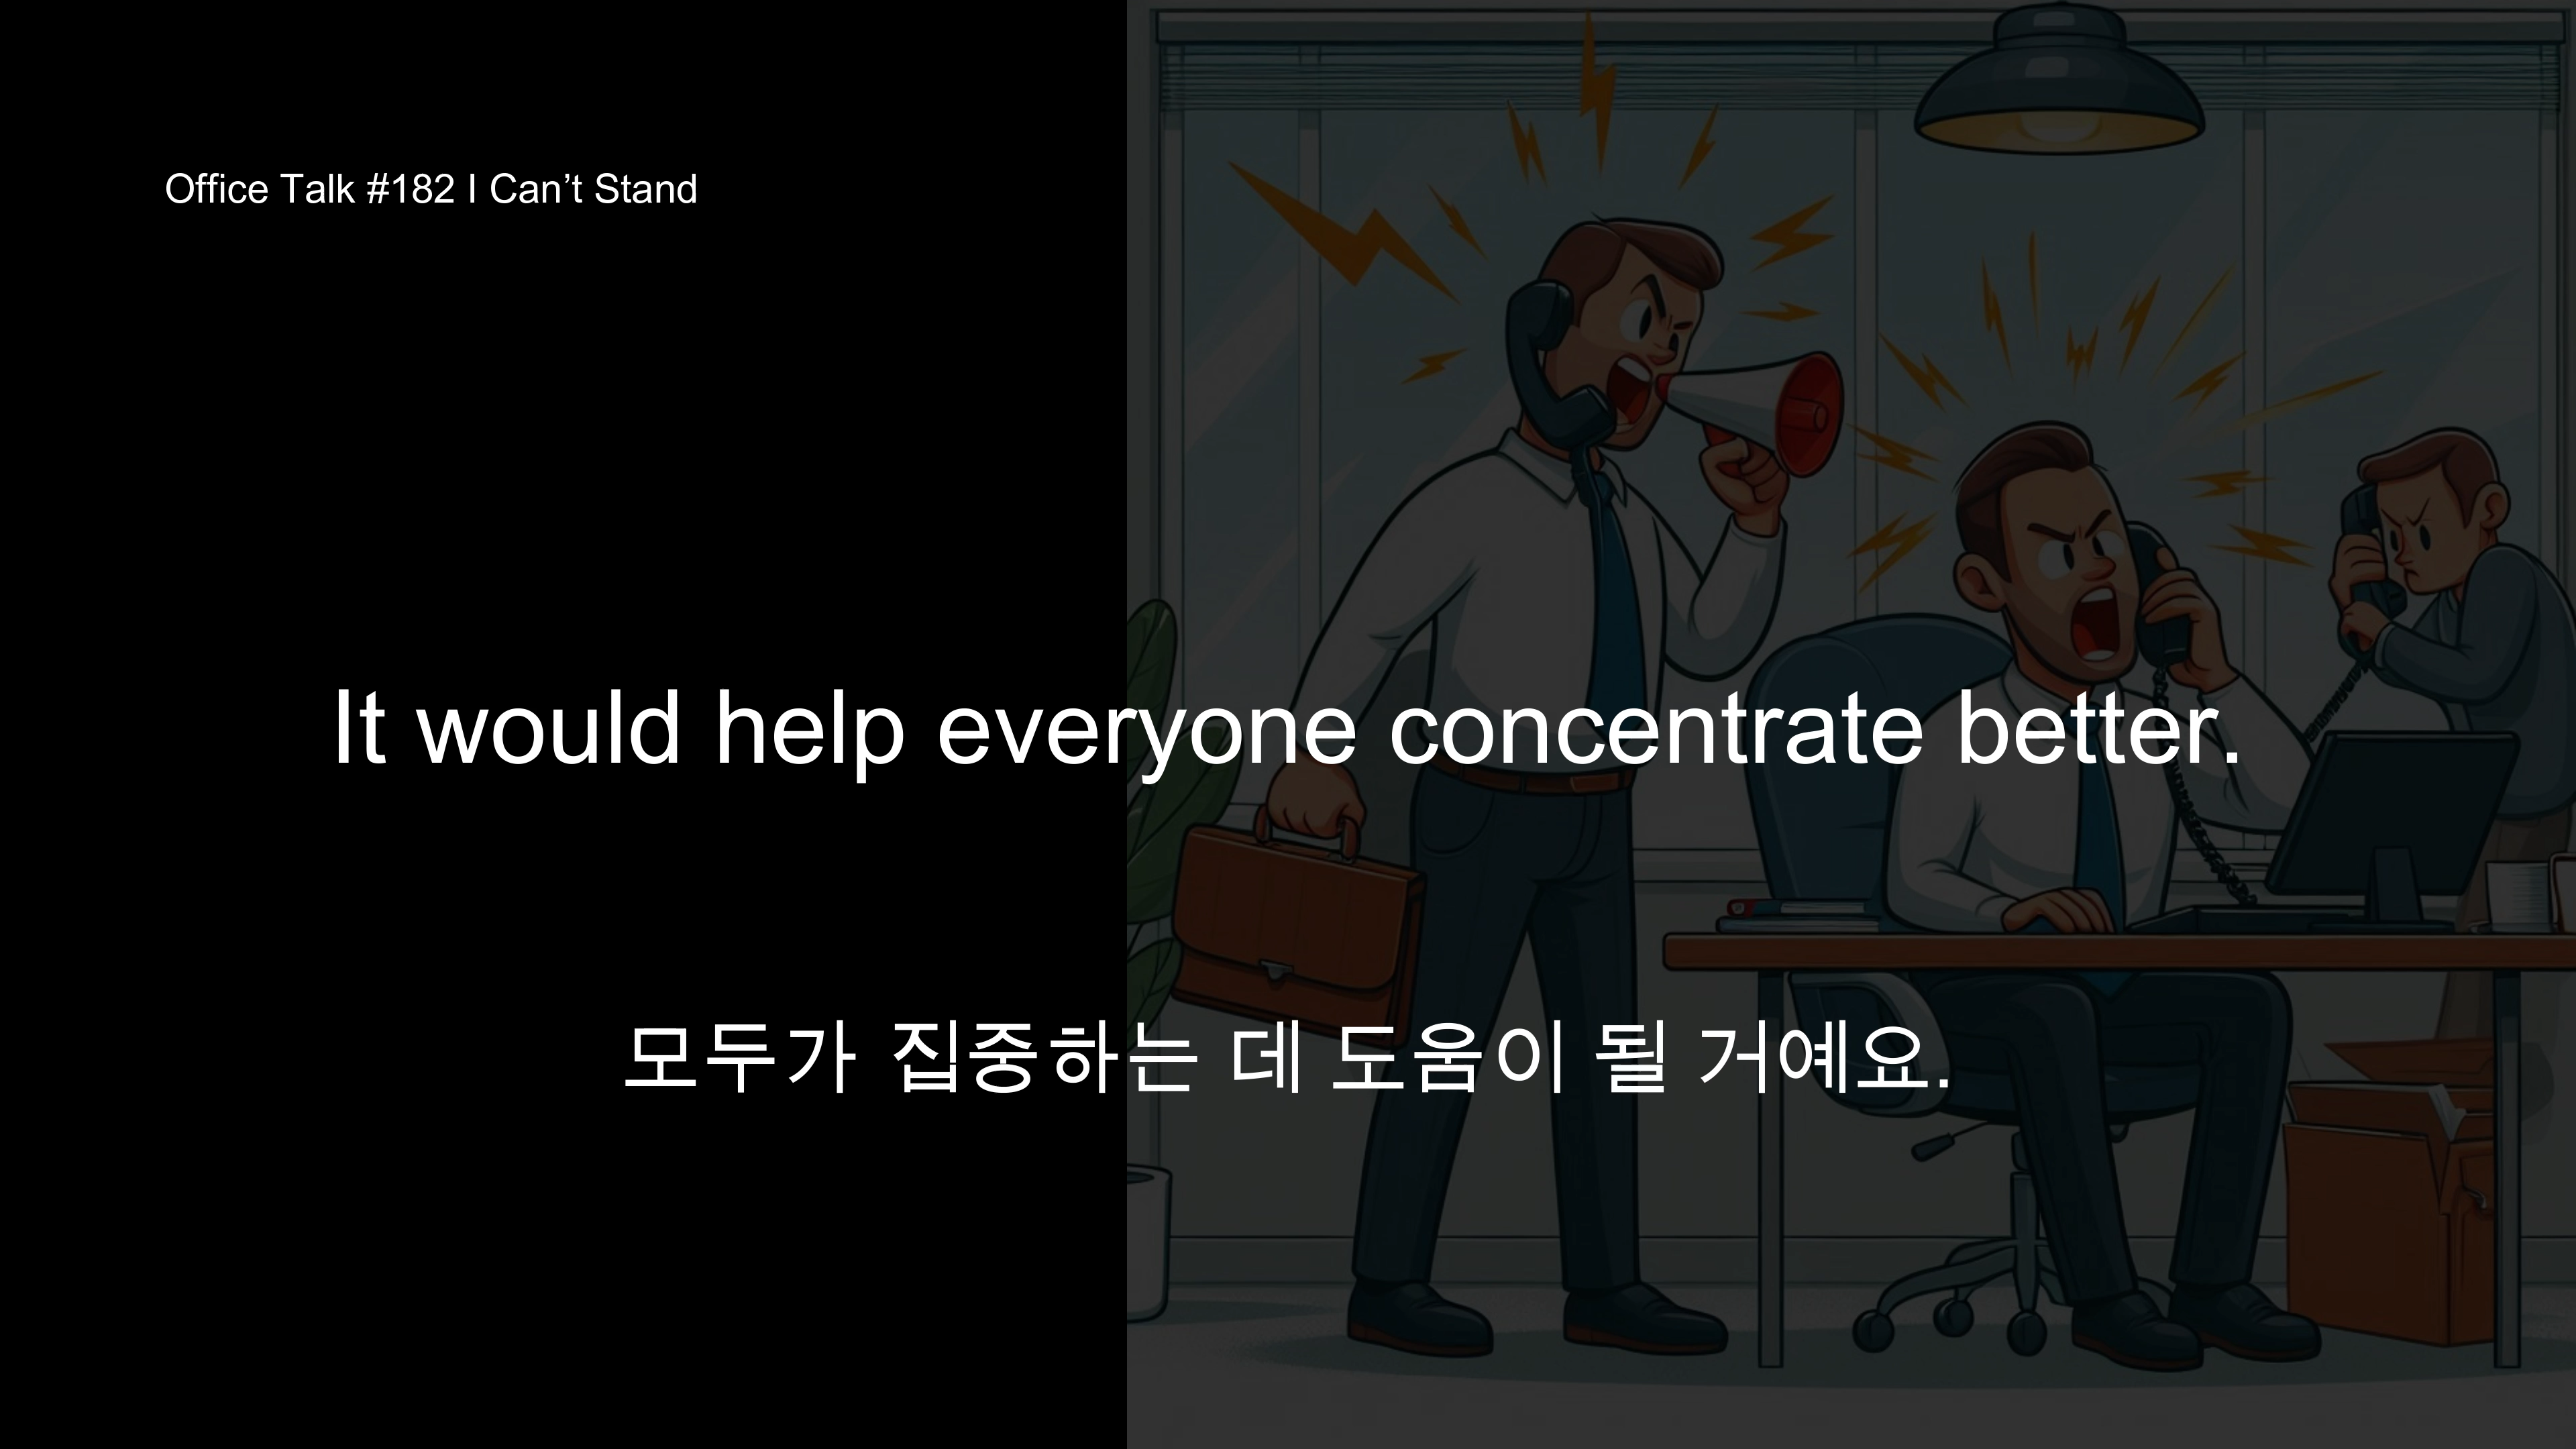 Office Talk #182 I Can’t Stand
It would help everyone concentrate better.
모두가 집중하는 데 도움이 될 거예요.